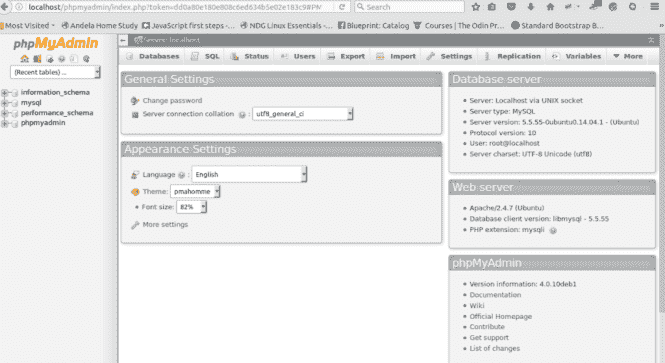 localhost/phpmyadmin/index.php?token=dd0a80e180e808c6ed634b5e02e183c98PM
Search
Most Visited
Andela Home Study
JavaScript first steps -...
NDG Linux Essentials-...
Blueprint: Catalog
Courses | The Odin Pr...
Standard Bootstrap B...
phpMyAdmin
(Recent tables) ...
information_schema
mysql
performance_schema
phpmyadmin
Server: localhost
Databases
SQL
Status
Users
Export
Import
Settings
Replication
Variables
More
General Settings
Change password
Server connection collation
:
utf8_general_ci
Appearance Settings
Language
:
English
Theme:
pmahomme
Font size:
82%
More settings
Database server
Server: Localhost via UNIX socket
Server type: MySQL
Server version: 5.5.55-0ubuntu0.14.04.1 - (Ubuntu)
Protocol version: 10
User: root@localhost
Server charset: UTF-8 Unicode (utf8)
Web server
Apache/2.4.7 (Ubuntu)
Database client version: libmysql - 5.5.55
PHP extension: mysqli
phpMyAdmin
Version information: 4.0.10deb1
Documentation
Wiki
Official Homepage
Contribute
Get support
List of changes